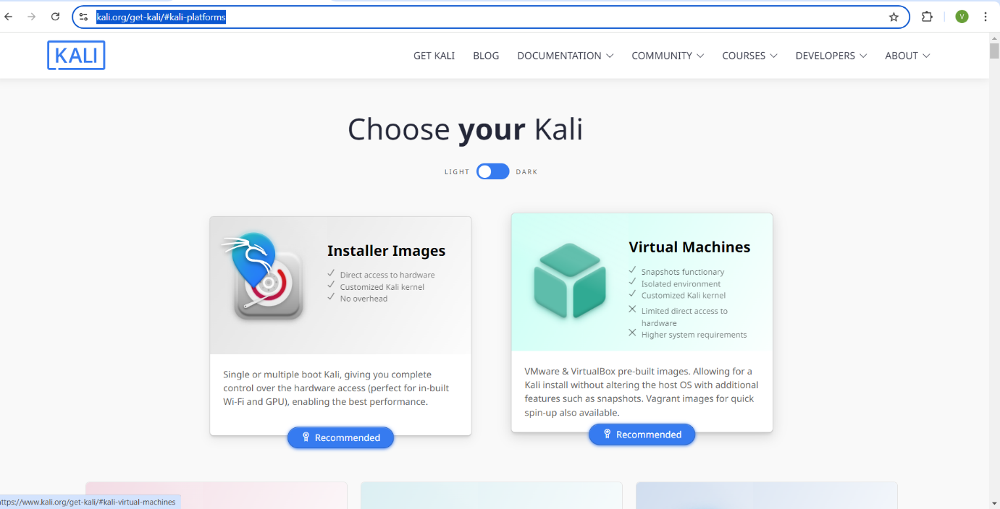 kali.org/get-kali/#kali-platforms
V
KALI
GET KALI BLOG DOCUMENTATION COMMUNITY COURSES DEVELOPERS ABOUT
Choose your Kali
LIGHT DARK
Installer Images
Direct access to hardware
Customized Kali kernel
No overhead
Single or multiple boot Kali, giving you complete
control over the hardware access (perfect for in-built
Wi-Fi and GPU), enabling the best performance.
Recommended
Virtual Machines
Snapshots functionary
Isolated environment
Customized Kali kernel
Limited direct access to
hardware
Higher system requirements
VMware & VirtualBox pre-built images. Allowing for a
Kali install without altering the host OS with additional
features such as snapshots. Vagrant images for quick
spin-up also available.
Recommended
ttps://www.kali.org/get-kali/#kali-virtual-machines